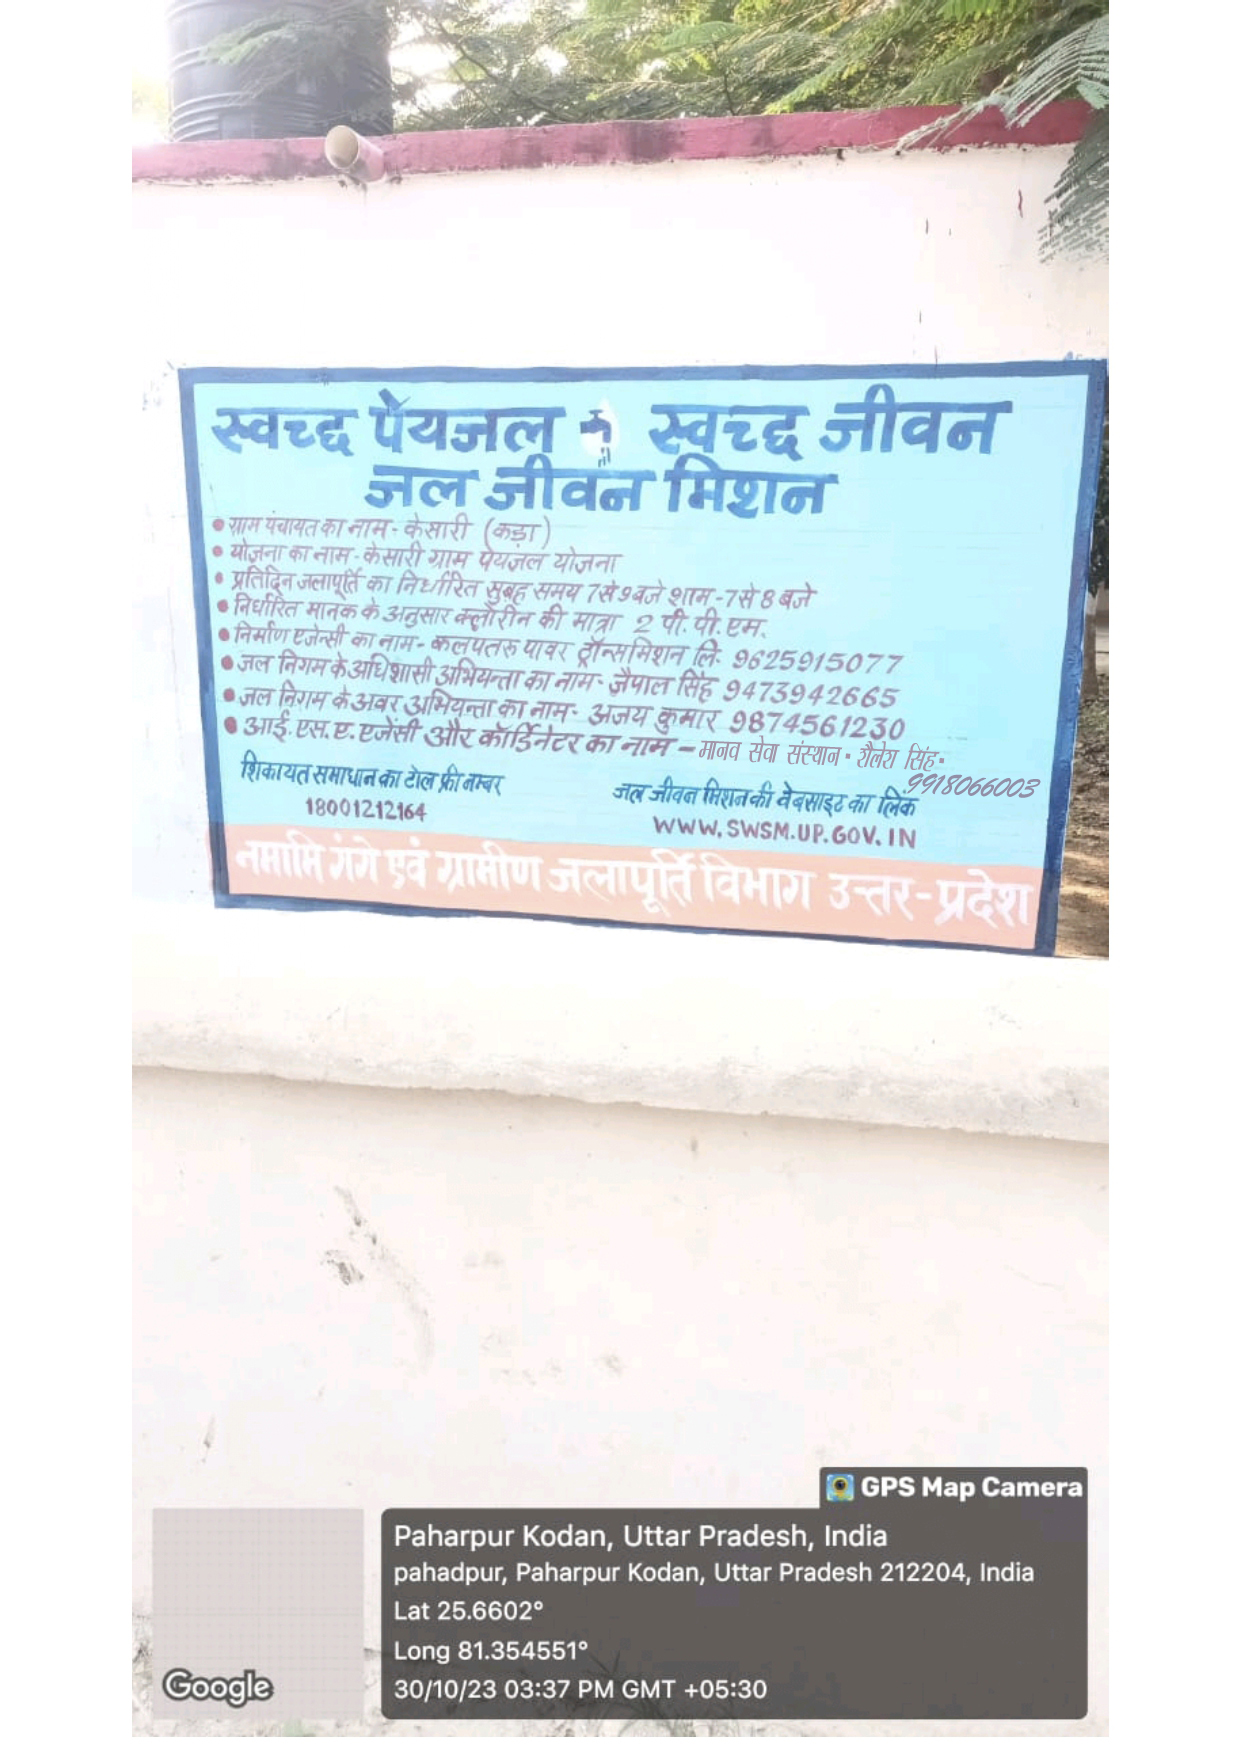 स्वच्द्द पेयजल स्वच्द्द जीवन
जल जीवन मिशन
• ग्राम पंचायत का नाम - केसारी (कड़ा)
• योजना का नाम - केसारी ग्राम पेयजल योजना
• प्रतिदिन जलापूर्ति का निर्धारित सुबह समय 7 से 9 बजे शाम - 7 से 8 बजे
• निर्धारित मानक के अनुसार क्लोरीन की मात्रा 2 पी. पी. एम.
• निर्माण एजेन्सी का नाम - कलपतरू पावर ट्रॉन्समिशन लि. 9625915077
• जल निगम के अधिशासी अभियन्ता का नाम - जैपाल सिंह 9473942665
• जल निगम के अवर अभियन्ता का नाम - अजय कुमार 9874561230
• आई. एस. ए. एजेंसी और कॉर्डिनेटर का नाम - मानव सेवा संस्थान. शैलेश सिंह.
9918066003
शिकायत समाधान का टोल फ्री नम्बर
18001212164
जल जीवन मिशन की वेबसाइट का लिंक
WWW.SWSM.UP.GOV.IN
नमामि गंगे एवं ग्रामीण जलापूर्ति विभाग उत्तर-प्रदेश
GPS Map Camera
Paharpur Kodan, Uttar Pradesh, India
pahadpur, Paharpur Kodan, Uttar Pradesh 212204, India
Lat 25.6602°
Long 81.354551°
30/10/23 03:37 PM GMT +05:30
Google